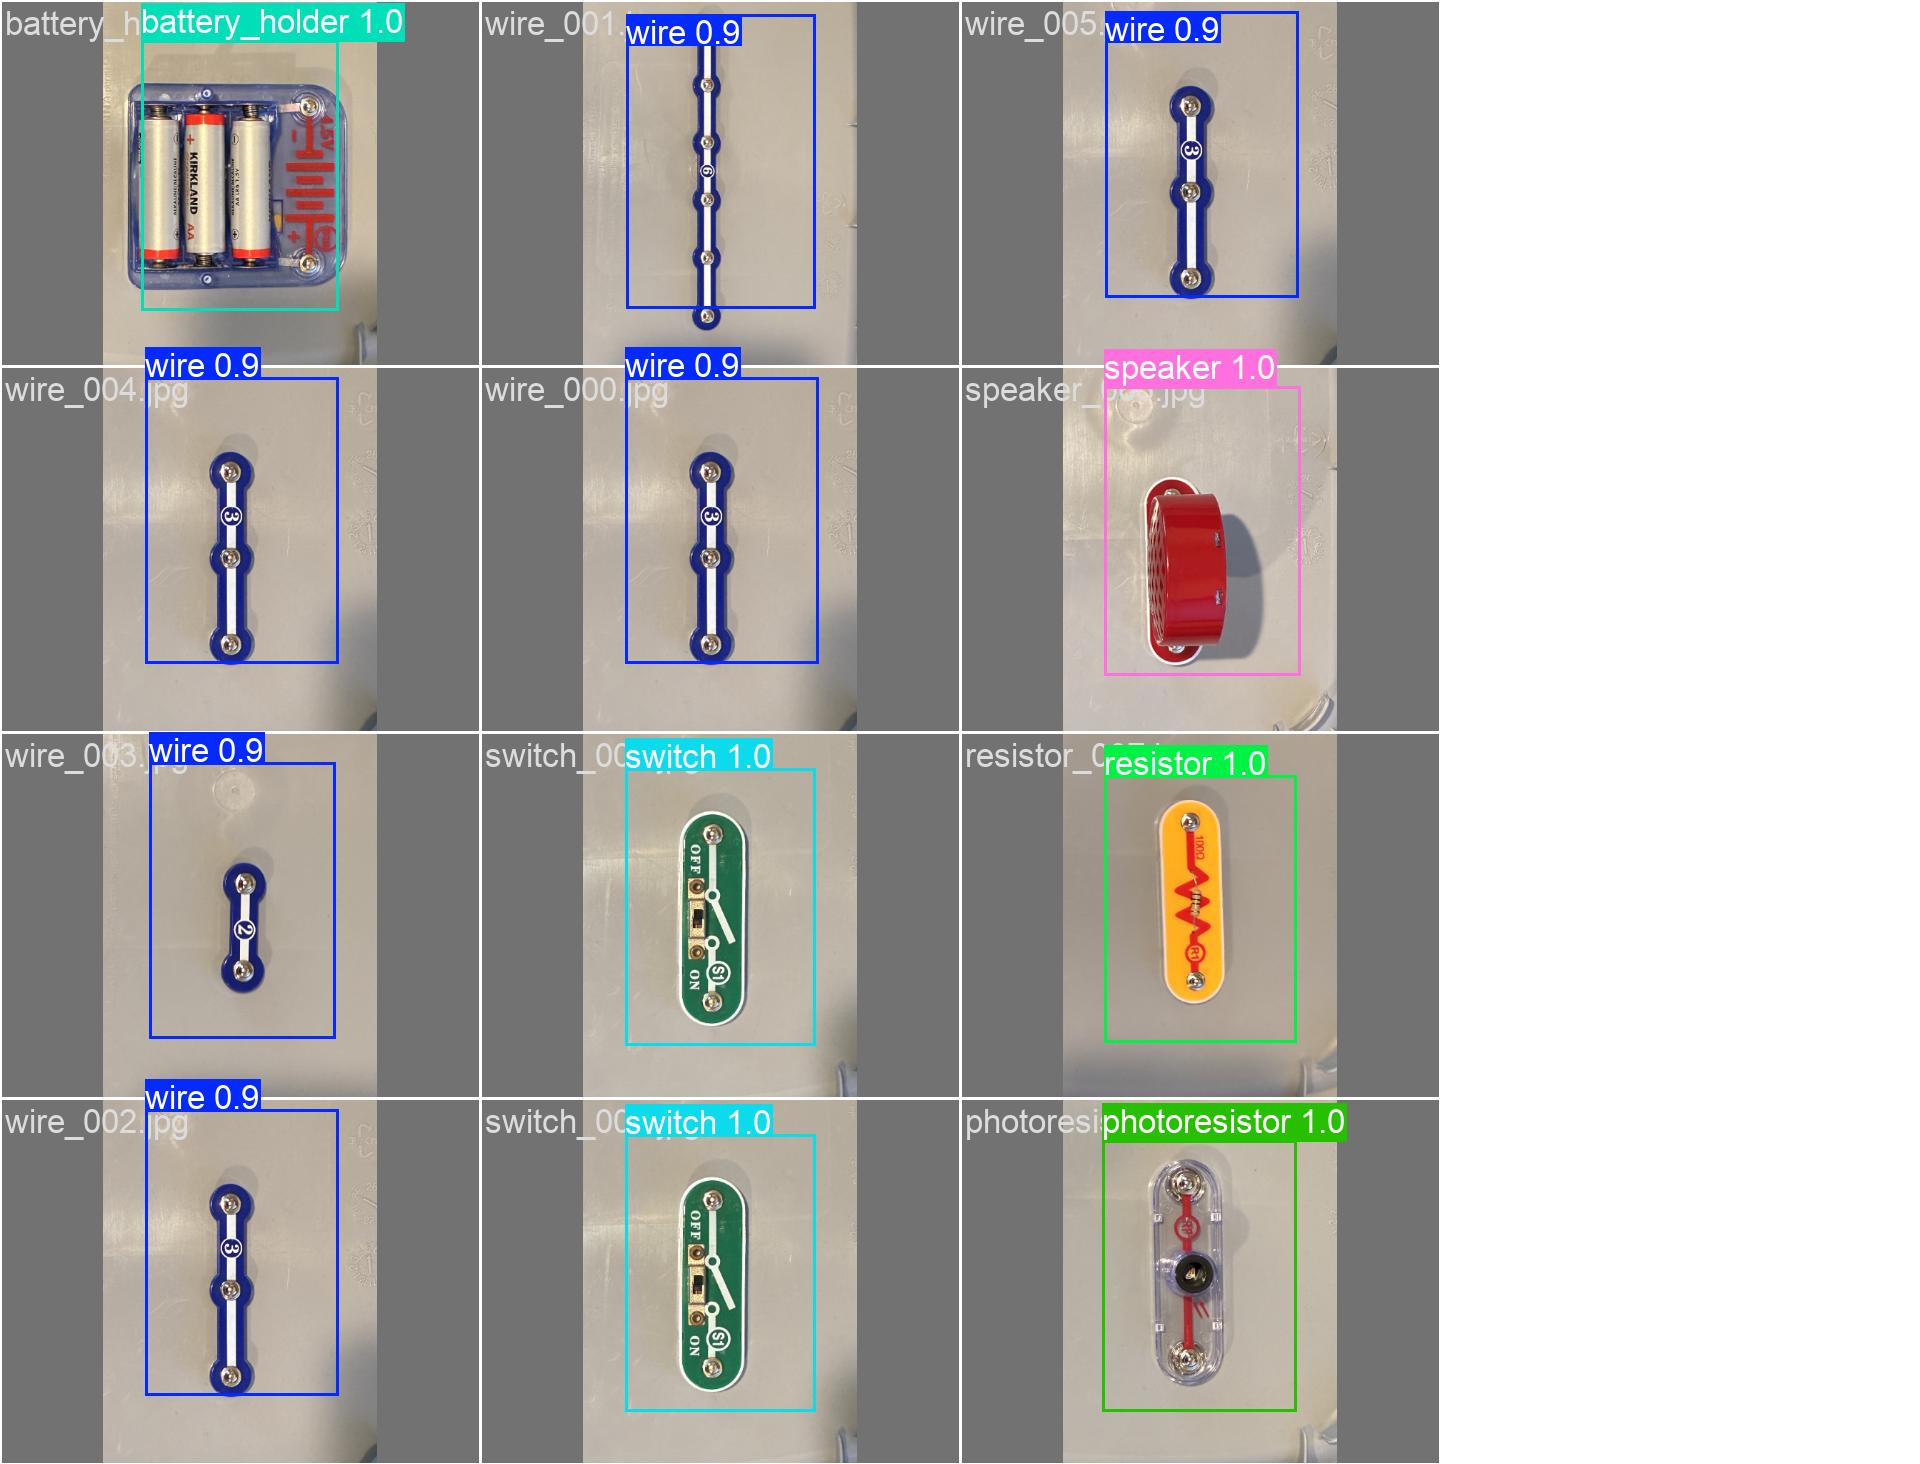 battery_h
battery_holder 1.0
4.5V
KIRKLAND AA
wire_001.
wire 0.9
6
wire_005.
wire 0.9
3
wire_004.jpg
wire 0.9
3
wire_000.jpg
wire 0.9
3
speaker_
speaker 1.0
.jpg
wire_003.jpg
wire 0.9
2
switch_00
switch 1.0
OFF
S1
ON
resistor_0
resistor 1.0
100Ω
R1
wire_002.jpg
wire 0.9
3
switch_00
switch 1.0
OFF
S1
ON
photoresi
photoresistor 1.0
RP